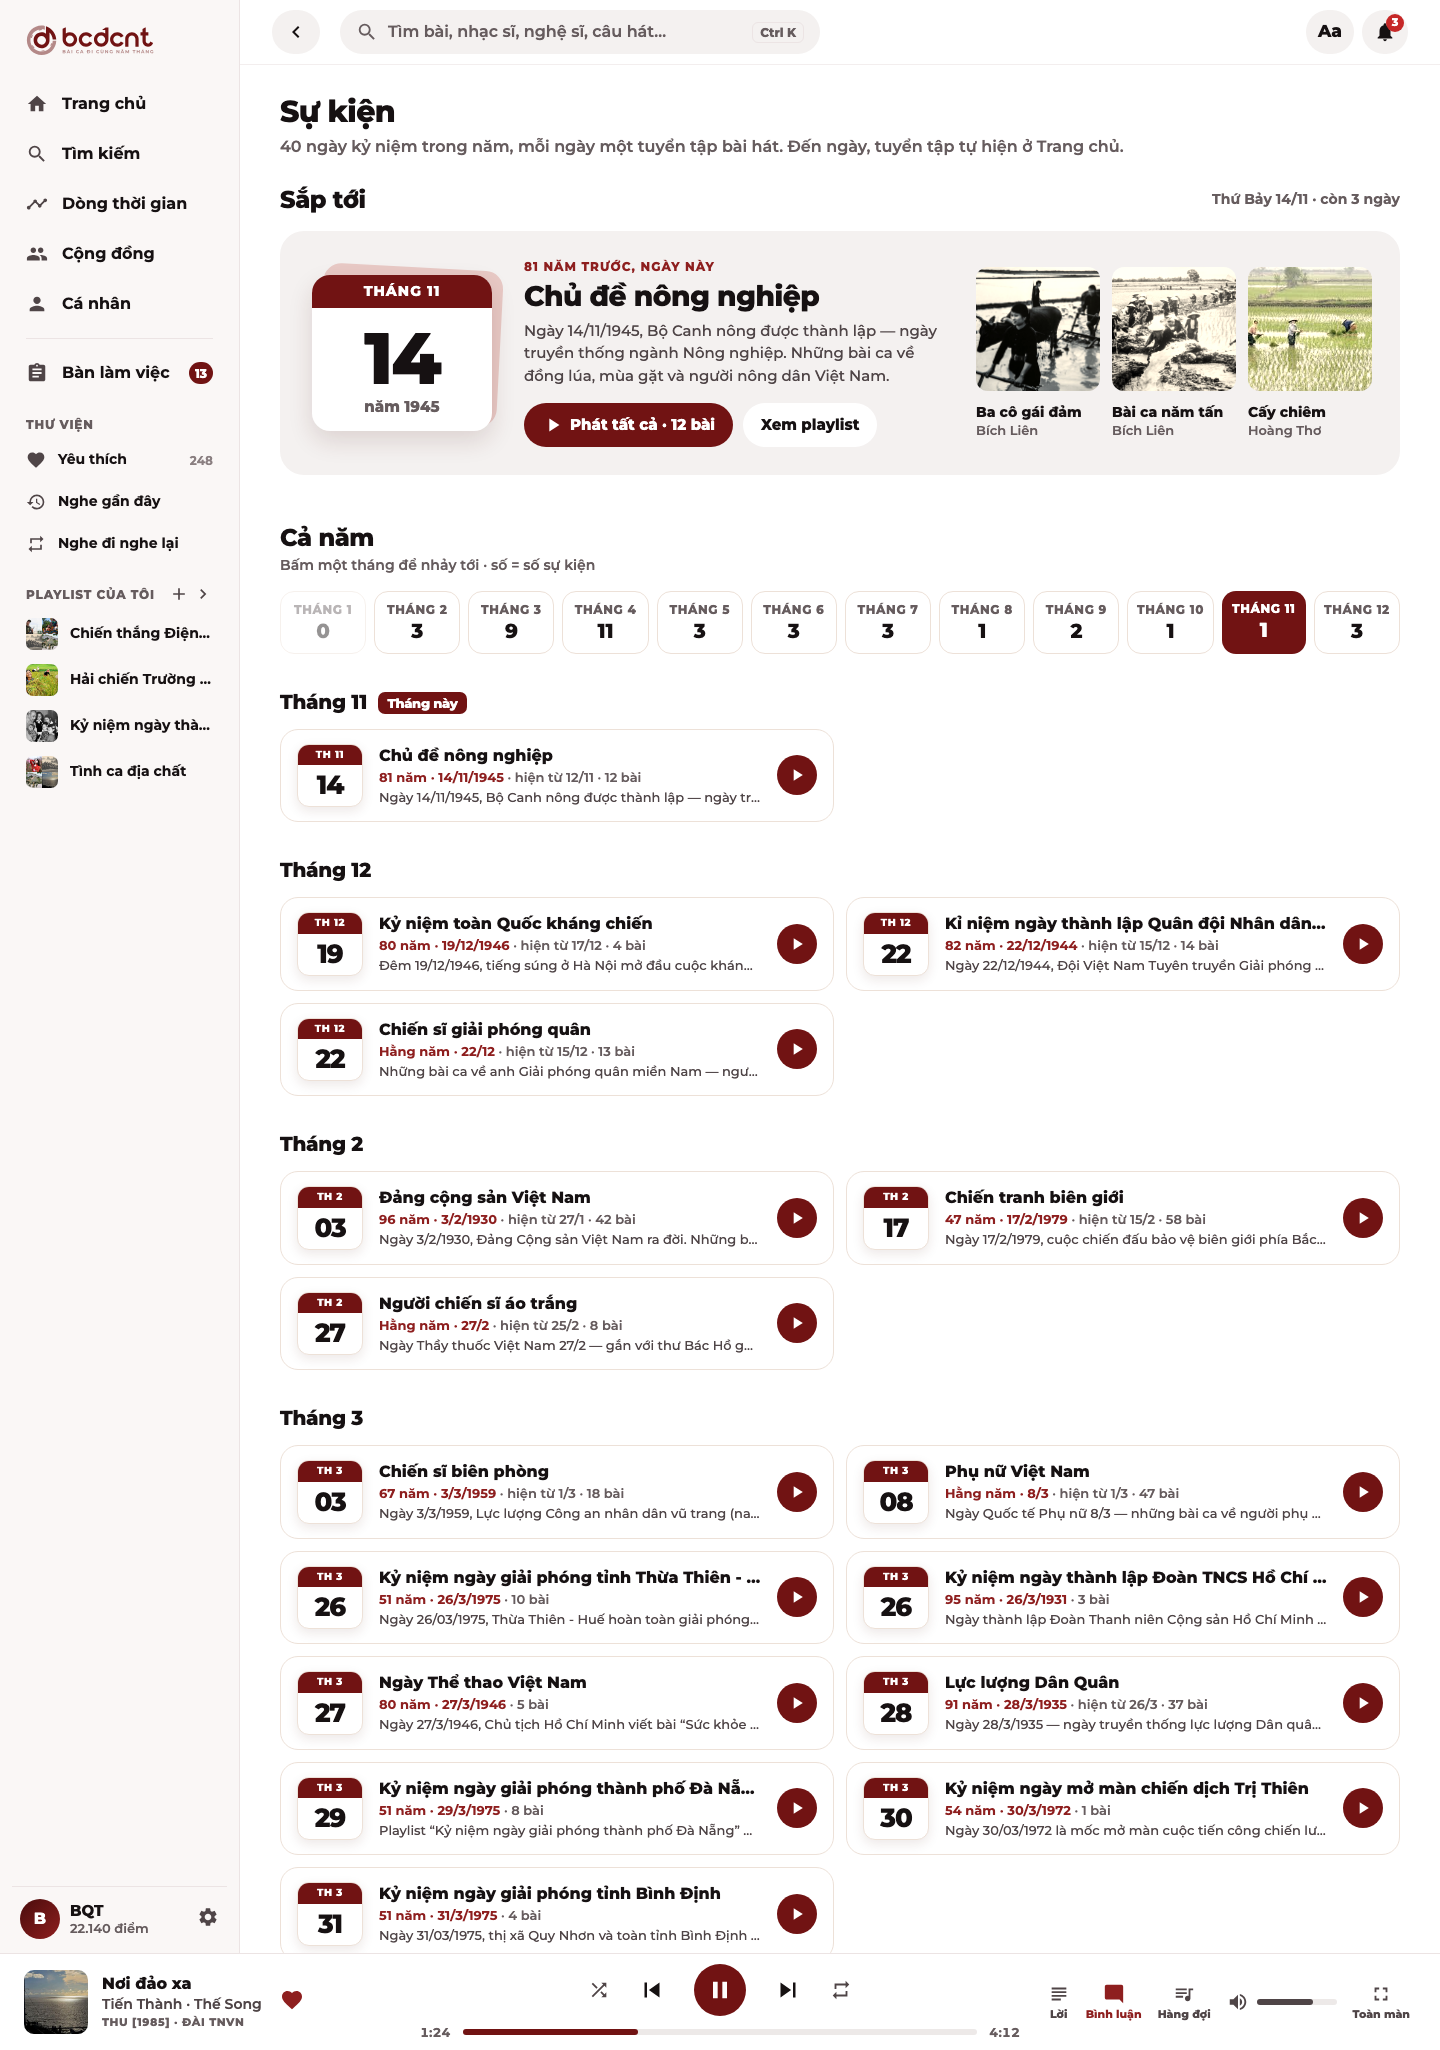 bcdcnt
BÀI CA ĐI CÙNG NĂM THÁNG
Trang chủ
Tìm kiếm
Dòng thời gian
Cộng đồng
Cá nhân
Bàn làm việc 13
THƯ VIỆN
Yêu thích 248
Nghe gần đây
Nghe đi nghe lại
PLAYLIST CỦA TÔI
Chiến thắng Điện...
Hải chiến Trường ...
Kỷ niệm ngày thà...
Tình ca địa chất
B
BQT
22.140 điểm
Tìm bài, nhạc sĩ, nghệ sĩ, câu hát... Ctrl K
Aa
3
Sự kiện
40 ngày kỷ niệm trong năm, mỗi ngày một tuyển tập bài hát. Đến ngày, tuyển tập tự hiện ở Trang chủ.
Sắp tới
Thứ Bảy 14/11 · còn 3 ngày
THÁNG 11
14
năm 1945
81 NĂM TRƯỚC, NGÀY NÀY
Chủ đề nông nghiệp
Ngày 14/11/1945, Bộ Canh nông được thành lập — ngày
truyền thống ngành Nông nghiệp. Những bài ca về
đồng lúa, mùa gặt và người nông dân Việt Nam.
Phát tất cả · 12 bài
Xem playlist
Ba cô gái đảm
Bích Liên
Bài ca năm tấn
Bích Liên
Cấy chiêm
Hoàng Thơ
Cả năm
Bấm một tháng để nhảy tới · số = số sự kiện
THÁNG 1
0
THÁNG 2
3
THÁNG 3
9
THÁNG 4
11
THÁNG 5
3
THÁNG 6
3
THÁNG 7
3
THÁNG 8
1
THÁNG 9
2
THÁNG 10
1
THÁNG 11
1
THÁNG 12
3
Tháng 11 Tháng này
TH 11
14
Chủ đề nông nghiệp
81 năm · 14/11/1945 · hiện từ 12/11 · 12 bài
Ngày 14/11/1945, Bộ Canh nông được thành lập — ngày tr...
Tháng 12
TH 12
19
Kỷ niệm toàn Quốc kháng chiến
80 năm · 19/12/1946 · hiện từ 17/12 · 4 bài
Đêm 19/12/1946, tiếng súng ở Hà Nội mở đầu cuộc khán...
TH 12
22
Kỉ niệm ngày thành lập Quân đội Nhân dân...
82 năm · 22/12/1944 · hiện từ 15/12 · 14 bài
Ngày 22/12/1944, Đội Việt Nam Tuyên truyền Giải phóng ...
TH 12
22
Chiến sĩ giải phóng quân
Hằng năm · 22/12 · hiện từ 15/12 · 13 bài
Những bài ca về anh Giải phóng quân miền Nam — ngư...
Tháng 2
TH 2
03
Đảng cộng sản Việt Nam
96 năm · 3/2/1930 · hiện từ 27/1 · 42 bài
Ngày 3/2/1930, Đảng Cộng sản Việt Nam ra đời. Những b...
TH 2
17
Chiến tranh biên giới
47 năm · 17/2/1979 · hiện từ 15/2 · 58 bài
Ngày 17/2/1979, cuộc chiến đấu bảo vệ biên giới phía Bắc...
TH 2
27
Người chiến sĩ áo trắng
Hằng năm · 27/2 · hiện từ 25/2 · 8 bài
Ngày Thầy thuốc Việt Nam 27/2 — gắn với thư Bác Hồ g...
Tháng 3
TH 3
03
Chiến sĩ biên phòng
67 năm · 3/3/1959 · hiện từ 1/3 · 18 bài
Ngày 3/3/1959, Lực lượng Công an nhân dân vũ trang (na...
TH 3
08
Phụ nữ Việt Nam
Hằng năm · 8/3 · hiện từ 1/3 · 47 bài
Ngày Quốc tế Phụ nữ 8/3 — những bài ca về người phụ ...
TH 3
26
Kỷ niệm ngày giải phóng tỉnh Thừa Thiên - ...
51 năm · 26/3/1975 · 10 bài
Ngày 26/03/1975, Thừa Thiên - Huế hoàn toàn giải phóng...
TH 3
26
Kỷ niệm ngày thành lập Đoàn TNCS Hồ Chí ...
95 năm · 26/3/1931 · 3 bài
Ngày thành lập Đoàn Thanh niên Cộng sản Hồ Chí Minh ...
TH 3
27
Ngày Thể thao Việt Nam
80 năm · 27/3/1946 · 5 bài
Ngày 27/3/1946, Chủ tịch Hồ Chí Minh viết bài “Sức khỏe ...
TH 3
28
Lực lượng Dân Quân
91 năm · 28/3/1935 · hiện từ 26/3 · 37 bài
Ngày 28/3/1935 — ngày truyền thống lực lượng Dân quâ...
TH 3
29
Kỷ niệm ngày giải phóng thành phố Đà Nẵ...
51 năm · 29/3/1975 · 8 bài
Playlist “Kỷ niệm ngày giải phóng thành phố Đà Nẵng” ...
TH 3
30
Kỷ niệm ngày mở màn chiến dịch Trị Thiên
54 năm · 30/3/1972 · 1 bài
Ngày 30/03/1972 là mốc mở màn cuộc tiến công chiến lư...
TH 3
31
Kỷ niệm ngày giải phóng tỉnh Bình Định
51 năm · 31/3/1975 · 4 bài
Ngày 31/03/1975, thị xã Quy Nhơn và toàn tỉnh Bình Định ...
Nơi đảo xa
Tiến Thành · Thế Song
THU [1985] · ĐÀI TNVN
1:24
4:12
Lời
Bình luận
Hàng đợi
Toàn màn